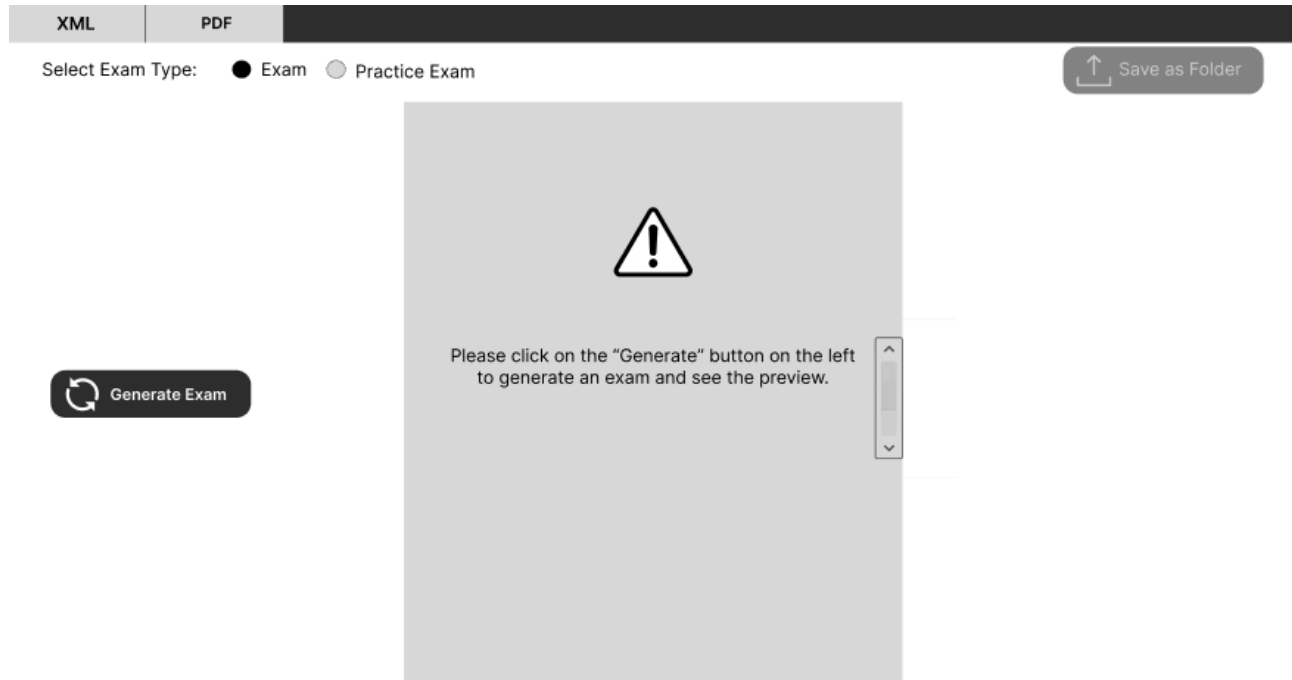 XML PDF
Select Exam Type: Exam Practice Exam Save as Folder
Please click on the “Generate” button on the left
to generate an exam and see the preview.
Generate Exam